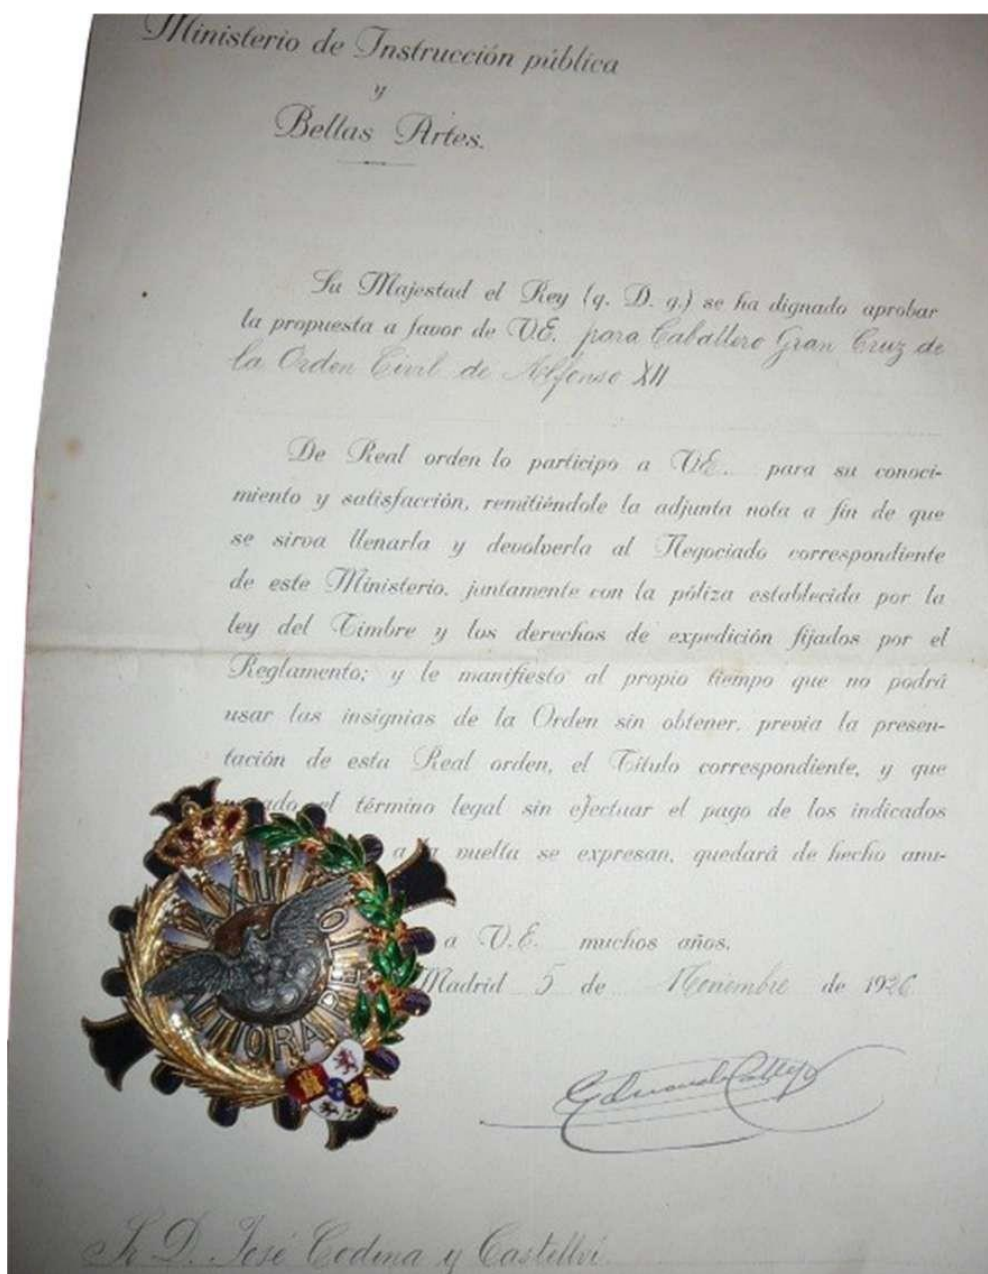 Ministerio de Instrucción pública
y
Bellas Artes.
Su Majestad el Rey (q. D. g.) se ha dignado aprobar
la propuesta a favor de V.E. para Caballero Gran Cruz de
la Orden Civil de Alfonso XII
De Real orden lo participo a V.E. para su conoci-
miento y satisfacción, remitiéndole la adjunta nota a fin de que
se sirva llenarla y devolverla al Negociado correspondiente
de este Ministerio, juntamente con la póliza establecida por la
ley del Timbre y los derechos de expedición fijados por el
Reglamento; y le manifiesto al propio tiempo que no podrá
usar las insignias de la Orden sin obtener, previa la presen-
tación de esta Real orden, el Título correspondiente, y que
el término legal sin efectuar el pago de los indicados
a la vuelta se expresan, quedará de hecho anu-
a V.E. muchos años.
Madrid 5 de Noviembre de 1926
Eduardo Callejo
Sr. D. José Codina y Castellví
ALTIORA PETO